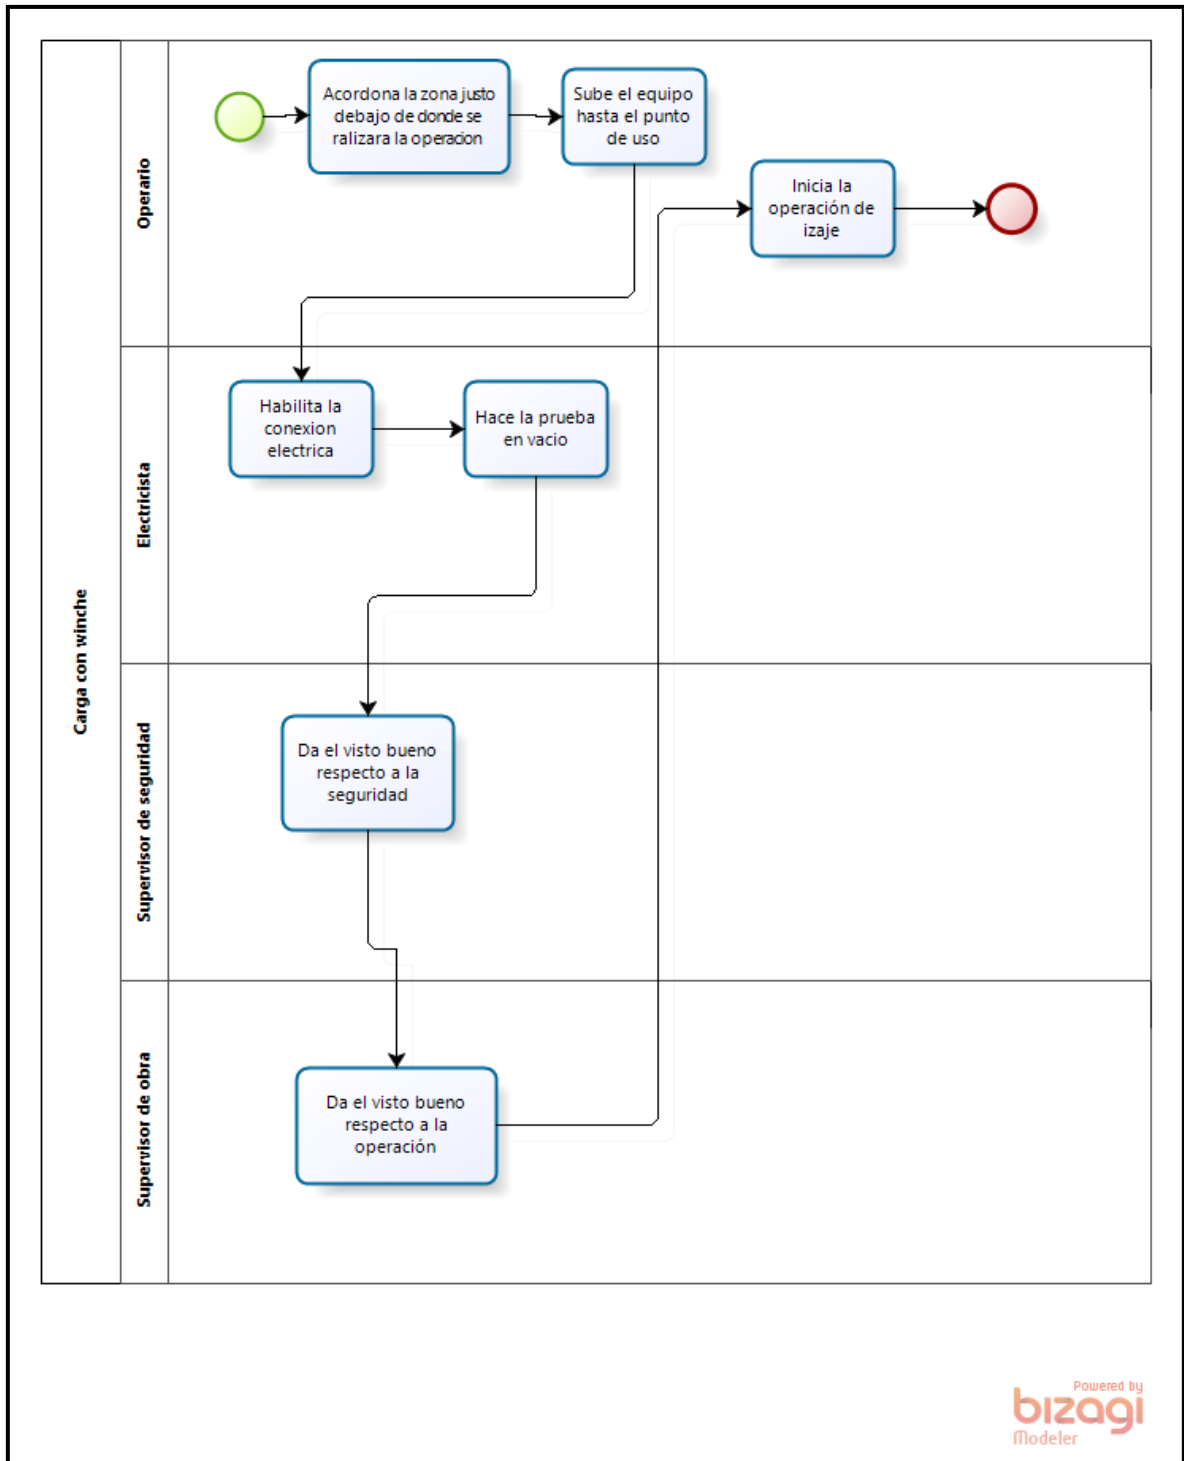 Carga con winche
Operario
Acordona la zona justo
debajo de donde se
ralizara la operacion
Sube el equipo
hasta el punto
de uso
Inicia la
operación de
izaje
Electricista
Habilita la
conexion
electrica
Hace la prueba
en vacio
Supervisor de seguridad
Da el visto bueno
respecto a la
seguridad
Supervisor de obra
Da el visto bueno
respecto a la
operación
Powered by
bizagi
Modeler